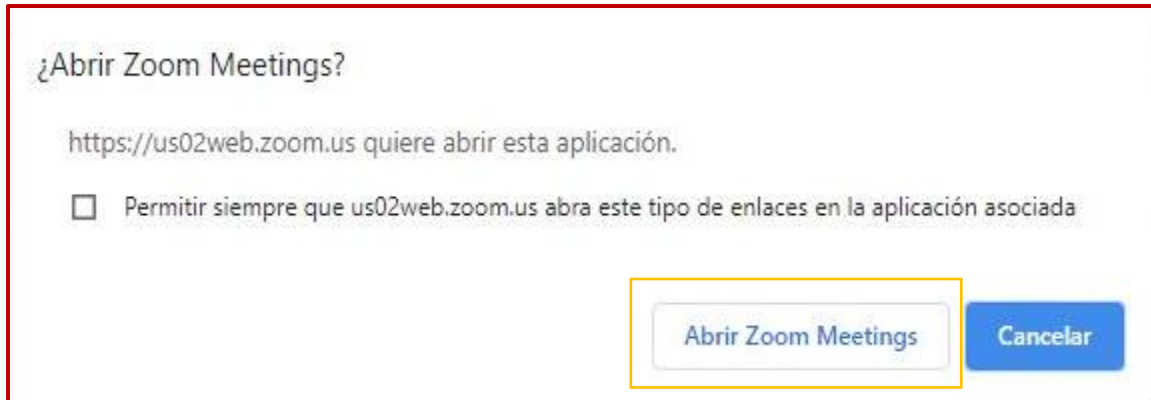 ¿Abrir Zoom Meetings?
https://us02web.zoom.us quiere abrir esta aplicación.
Permitir siempre que us02web.zoom.us abra este tipo de enlaces en la aplicación asociada
Abrir Zoom Meetings
Cancelar